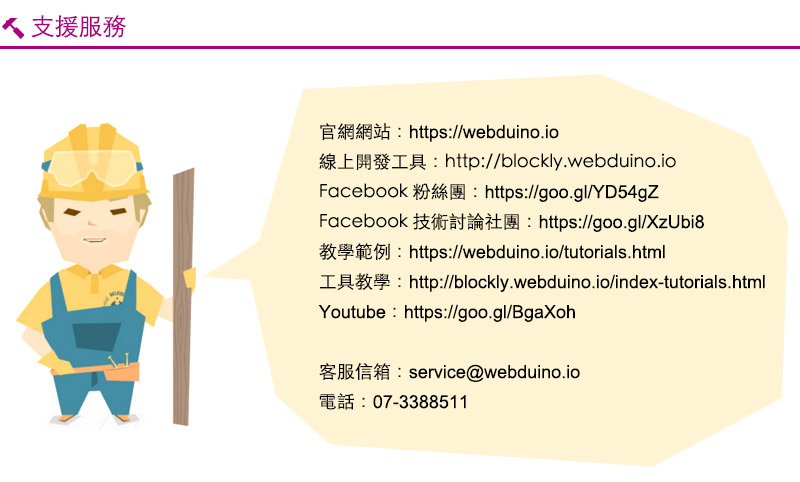 支援服務
官網網站：https://webduino.io
線上開發工具：http://blockly.webduino.io
Facebook 粉絲團：https://goo.gl/YD54gZ
Facebook 技術討論社團：https://goo.gl/XzUbi8
教學範例：https://webduino.io/tutorials.html
工具教學：http://blockly.webduino.io/index-tutorials.html
Youtube：https://goo.gl/BgaXoh
客服信箱：service@webduino.io
電話：07-3388511